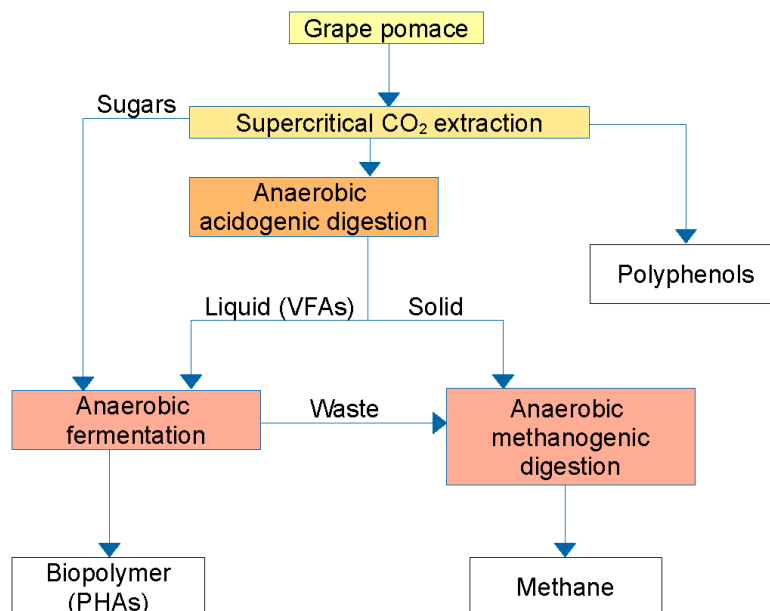 Grape pomace
Sugars
Supercritical CO₂ extraction
Anaerobic
acidogenic digestion
Polyphenols
Liquid (VFAs)
Solid
Anaerobic
fermentation
Waste
Anaerobic
methanogenic
digestion
Biopolymer
(PHAs)
Methane